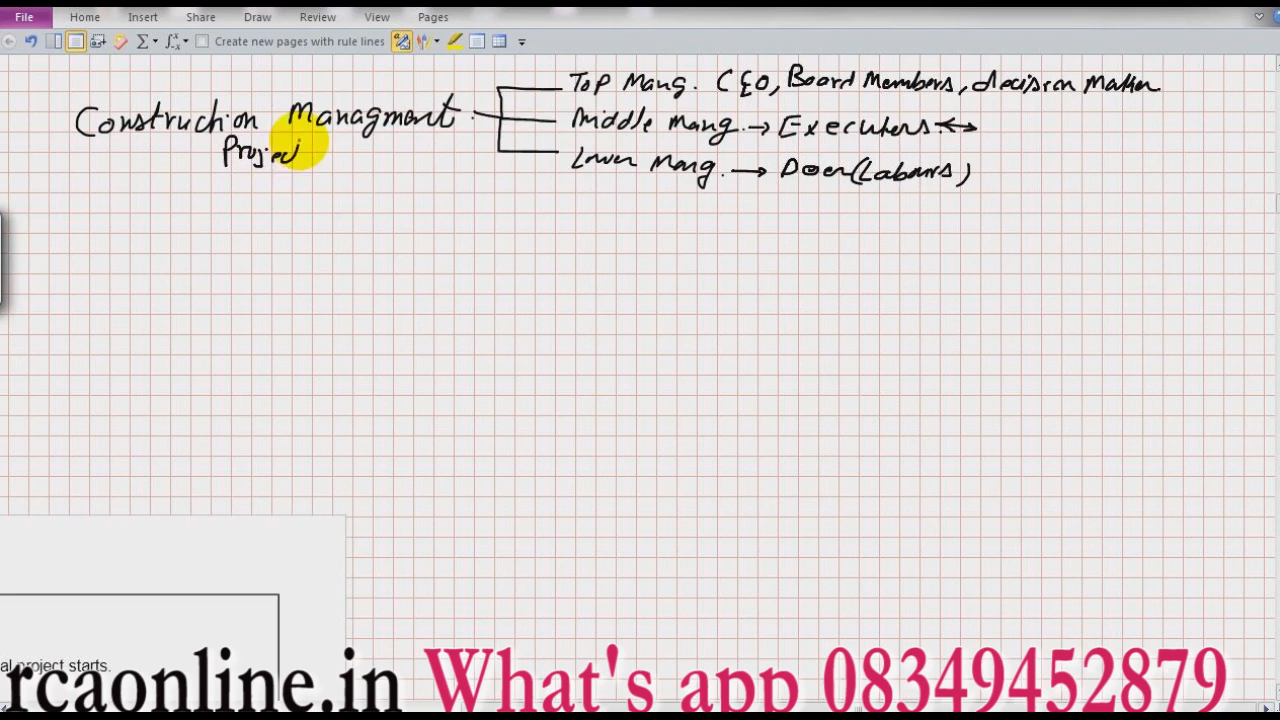 File Home Insert Share Draw Review View Pages
Create new pages with rule lines
Construction Managment
Project
Top Mang. CEO, Board Members, decision Maker
Middle Mang. → Executers ↔
Lower Mang. → Doer (Labours)
al project starts.
rcaonline.in What's app 08349452879